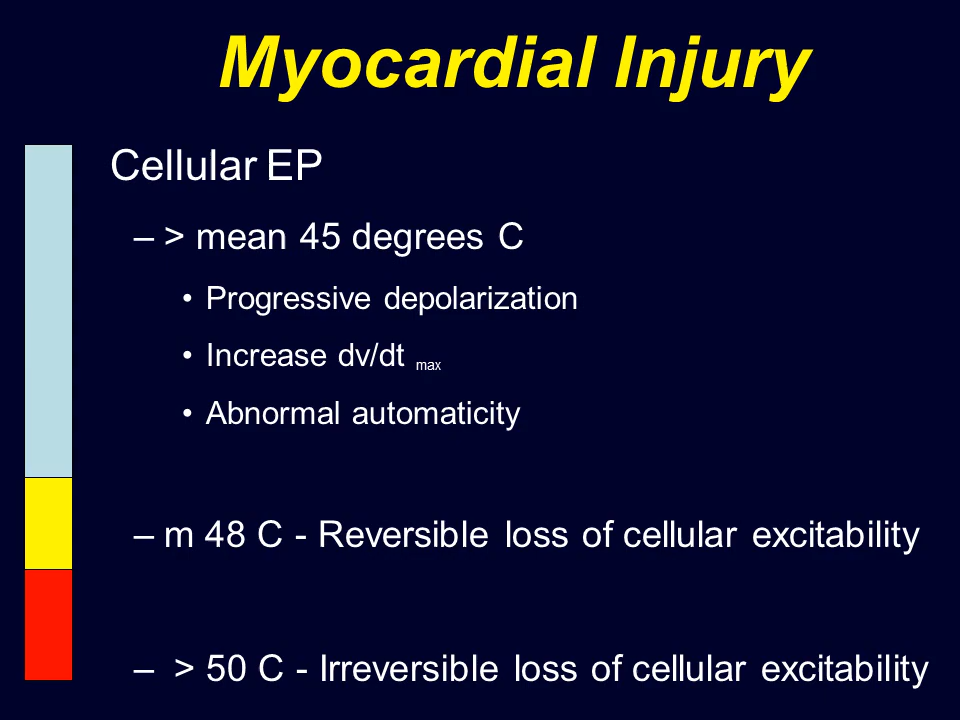 Myocardial Injury
Cellular EP
– > mean 45 degrees C
• Progressive depolarization
• Increase dv/dt max
• Abnormal automaticity
– m 48 C - Reversible loss of cellular excitability
– > 50 C - Irreversible loss of cellular excitability